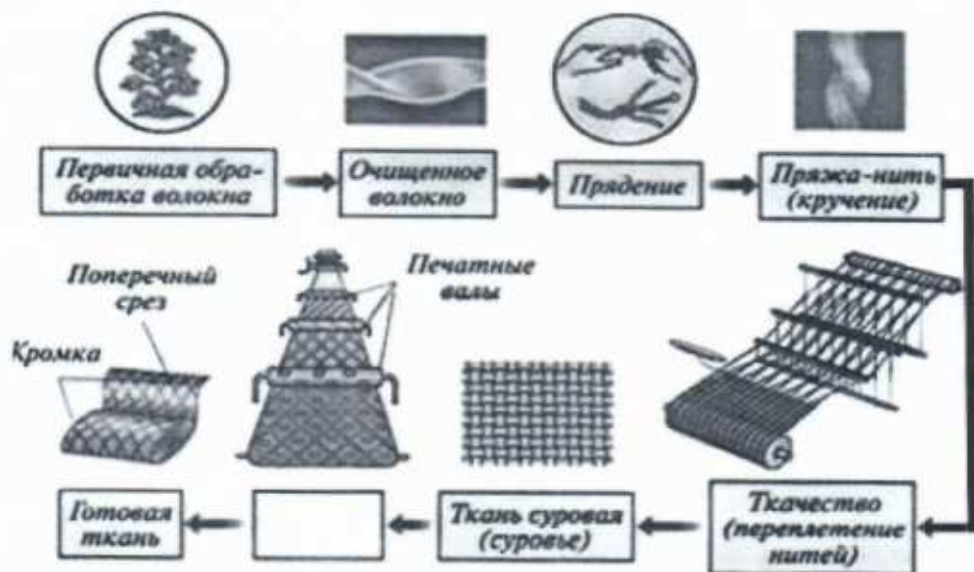 Первичная обра-
ботка волокна
Очищенное
волокно
Прядение
Пряжа-нить
(кручение)
Поперечный
срез
Кромка
Печатные
валы
Готовая
ткань
Ткань суровая
(суровье)
Ткачество
(переплетение
нитей)